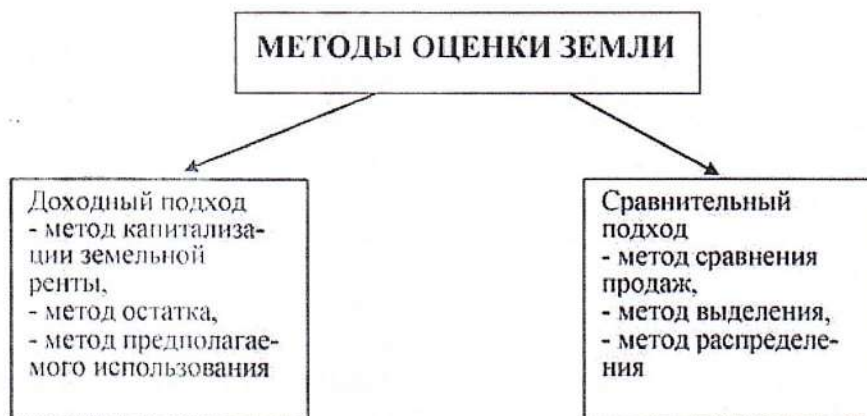 МЕТОДЫ ОЦЕНКИ ЗЕМЛИ
Доходный подход
- метод капитализа-
ции земельной
ренты,
- метод остатка,
- метод предполагае-
мого использования
Сравнительный
подход
- метод сравнения
продаж,
- метод выделения,
- метод распределе-
ния